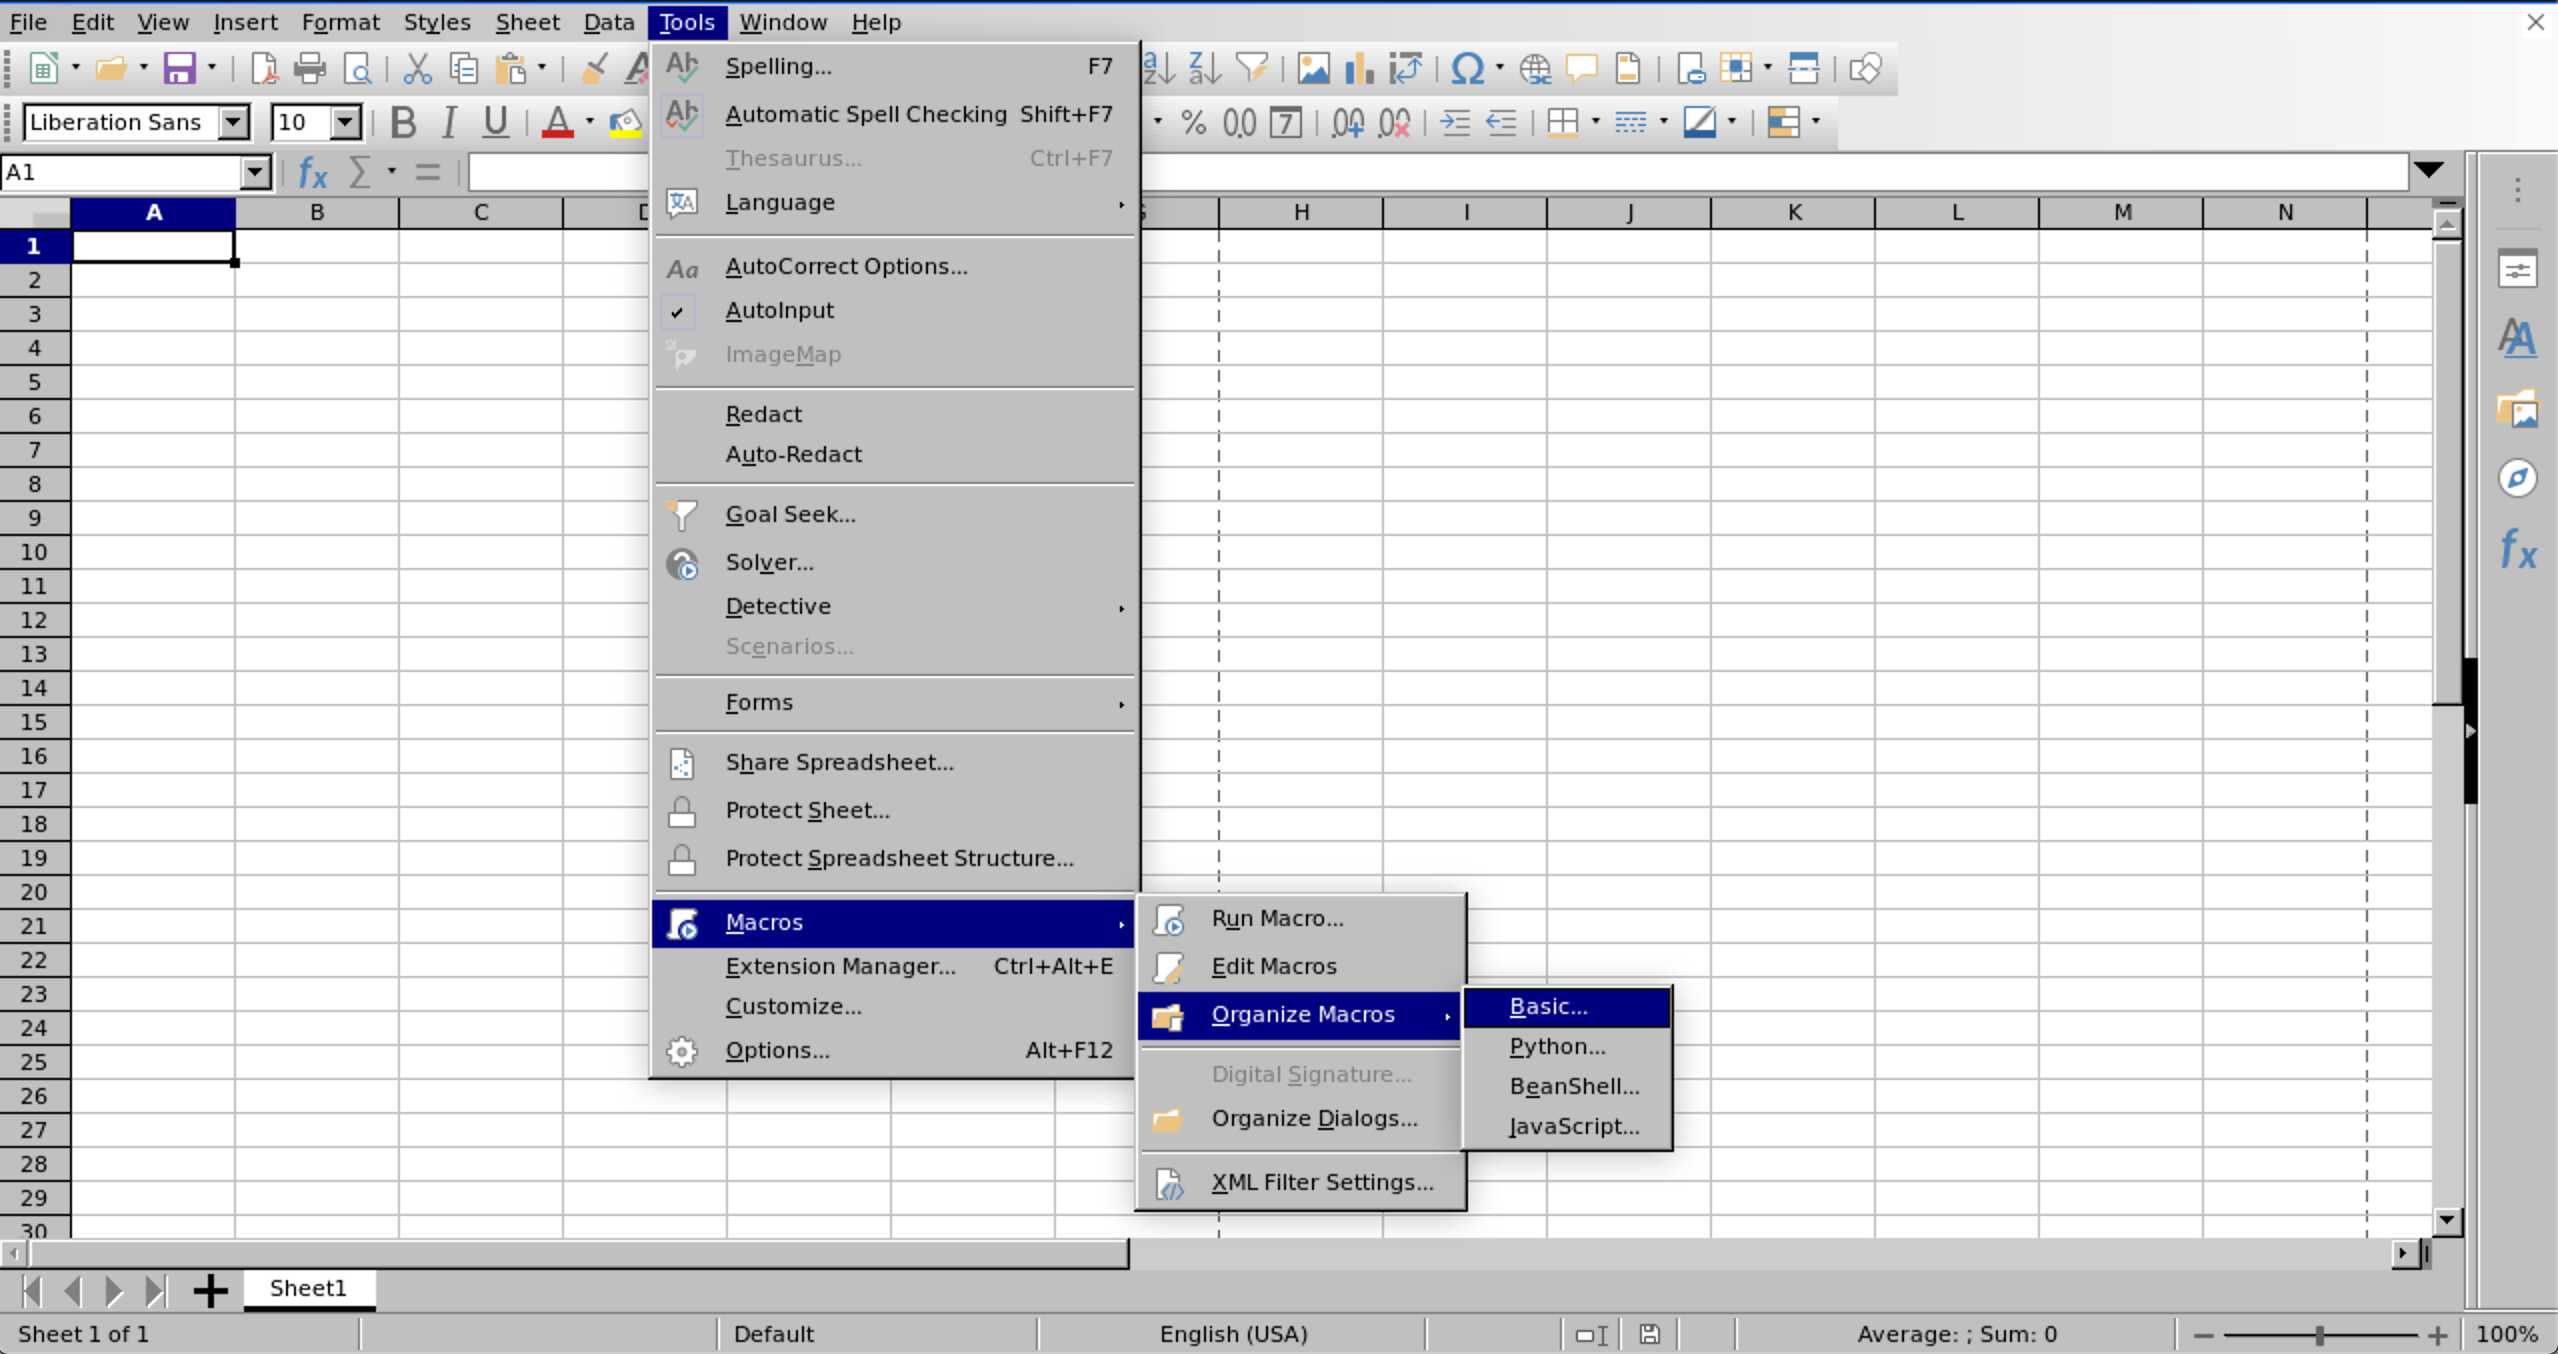 File Edit View Insert Format Styles Sheet Data Tools Window Help
Liberation Sans 10
A1
A B C H I J K L M N
1
2
3
4
5
6
7
8
9
10
11
12
13
14
15
16
17
18
19
20
21
22
23
24
25
26
27
28
29
30
Spelling... F7
Automatic Spell Checking Shift+F7
Thesaurus... Ctrl+F7
Language
AutoCorrect Options...
AutoInput
ImageMap
Redact
Auto-Redact
Goal Seek...
Solver...
Detective
Scenarios...
Forms
Share Spreadsheet...
Protect Sheet...
Protect Spreadsheet Structure...
Macros
Extension Manager... Ctrl+Alt+E
Customize...
Options... Alt+F12
Run Macro...
Edit Macros
Organize Macros
Digital Signature...
Organize Dialogs...
XML Filter Settings...
Basic...
Python...
BeanShell...
JavaScript...
Sheet1
Sheet 1 of 1 Default English (USA) Average: ; Sum: 0 100%